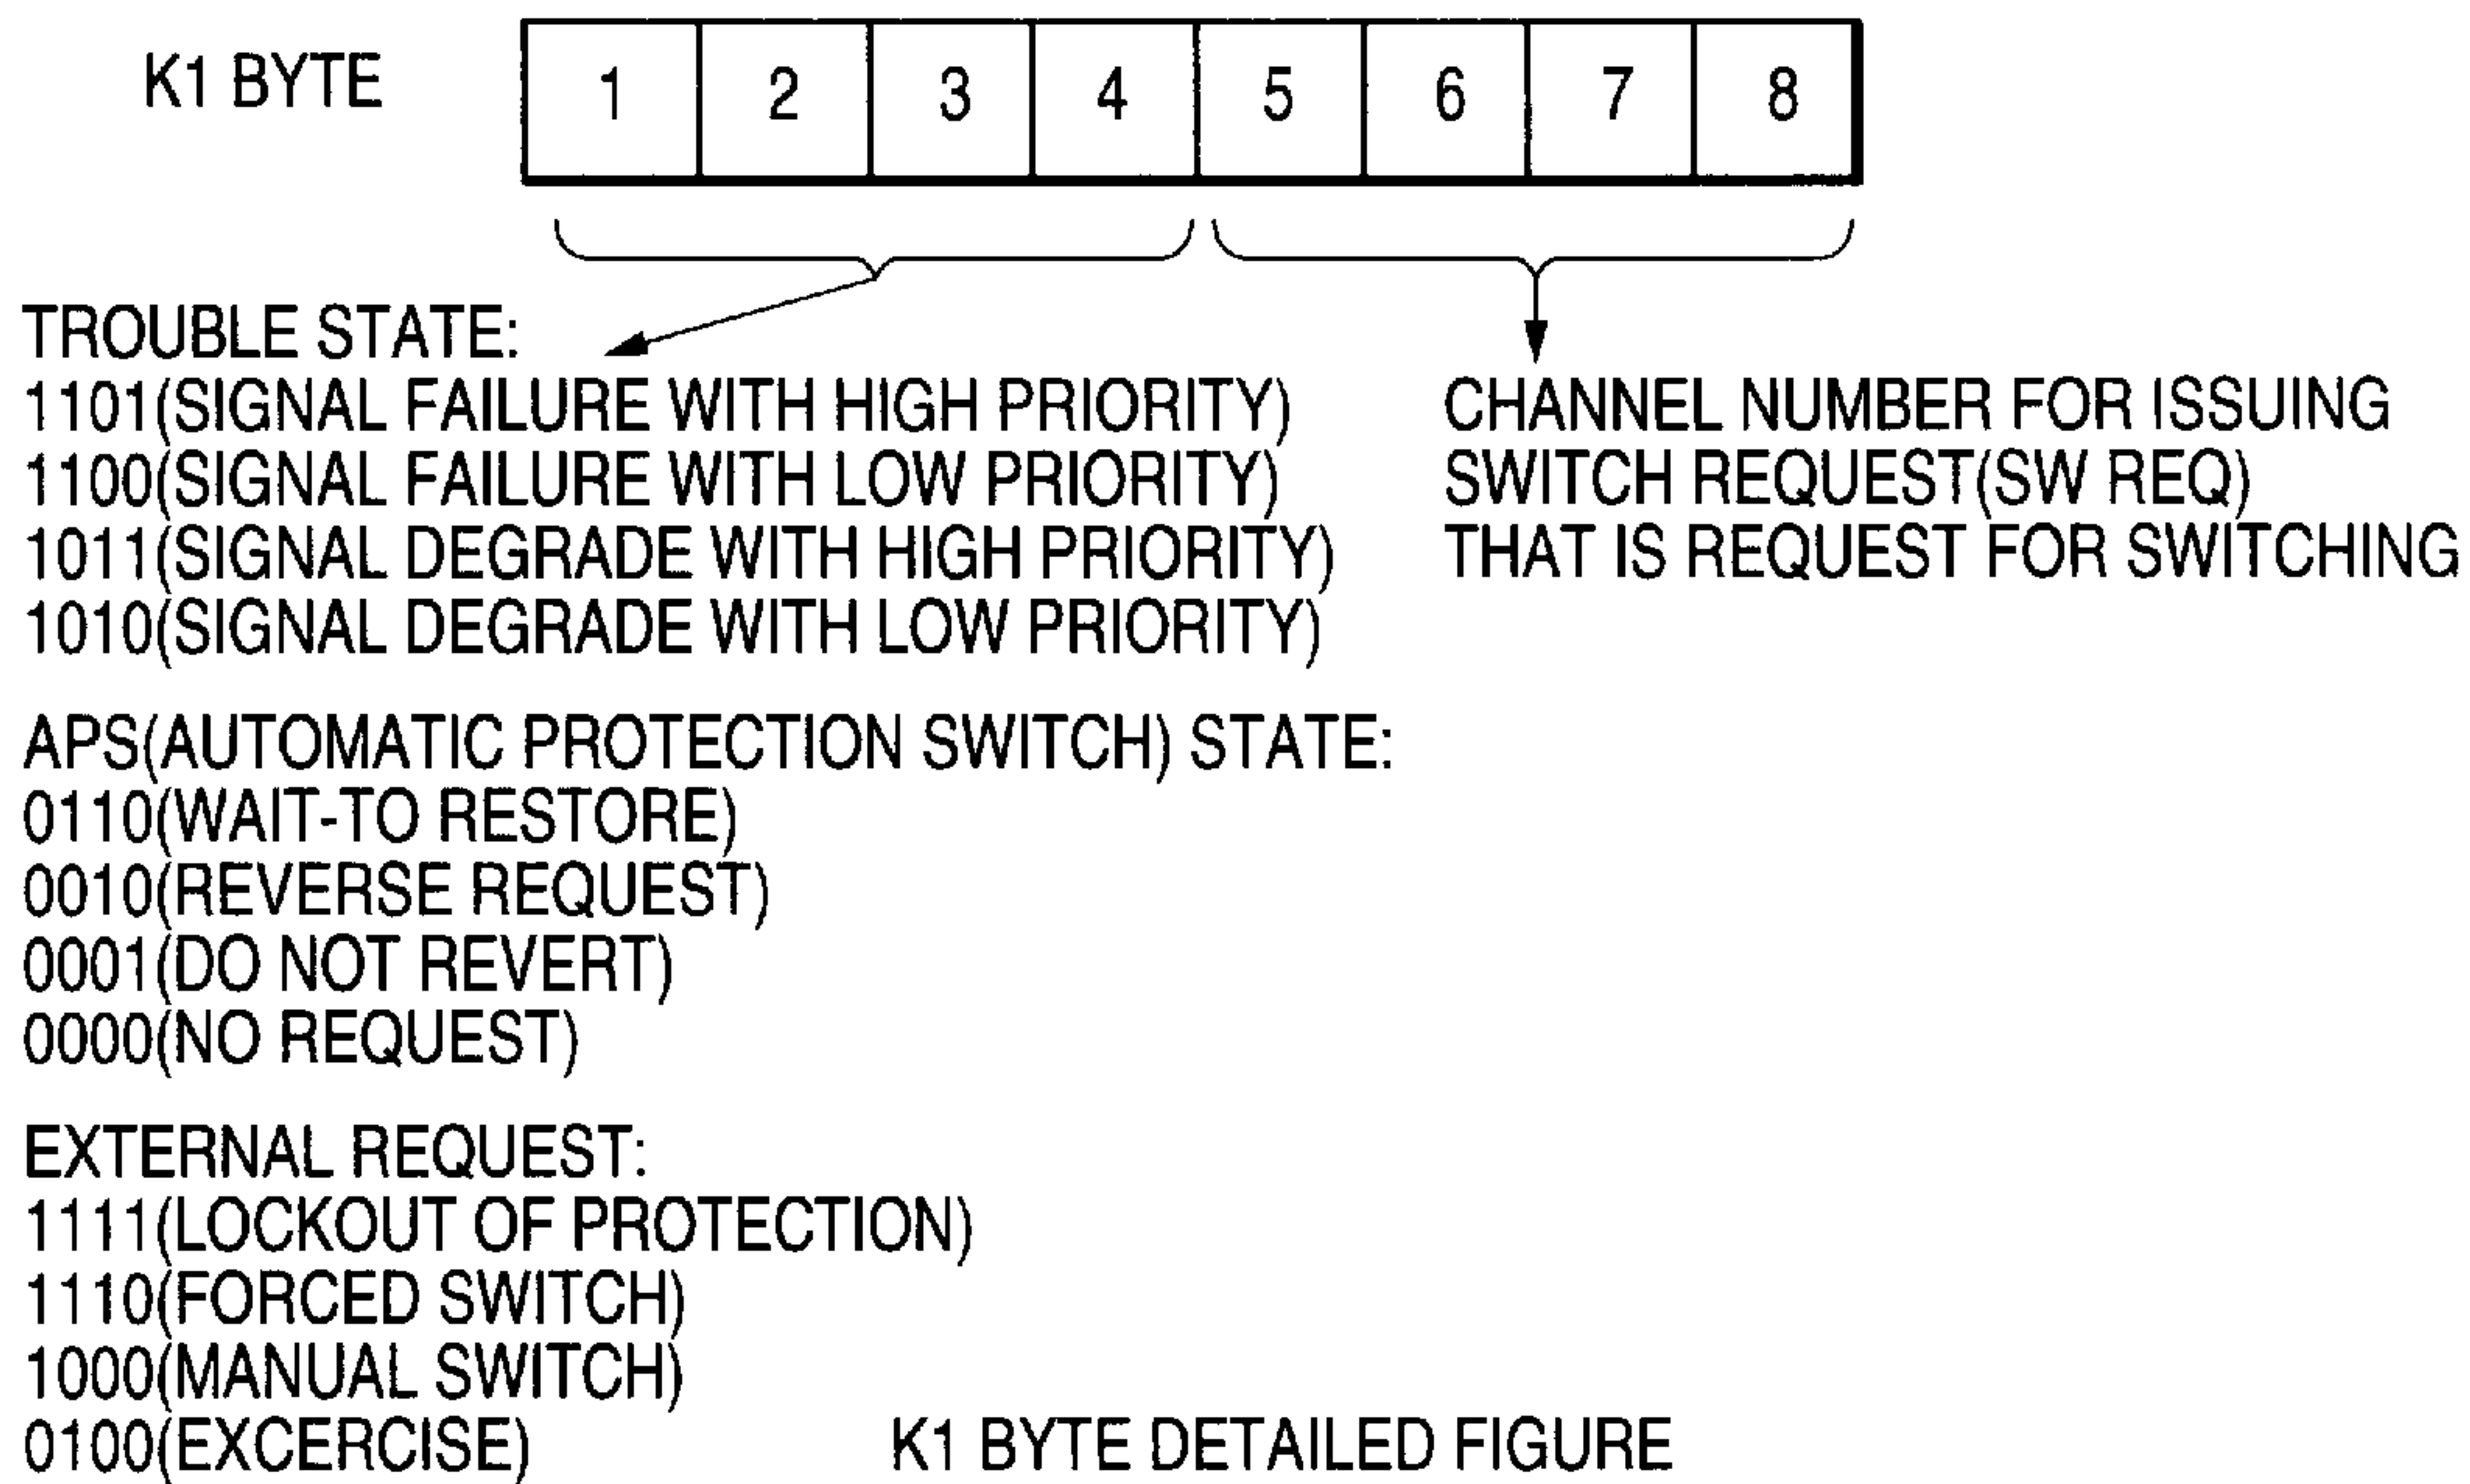 K1 BYTE 1 2 3 4 5 6 7 8
TROUBLE STATE:
1101(SIGNAL FAILURE WITH HIGH PRIORITY)
1100(SIGNAL FAILURE WITH LOW PRIORITY)
1011(SIGNAL DEGRADE WITH HIGH PRIORITY)
1010(SIGNAL DEGRADE WITH LOW PRIORITY)
CHANNEL NUMBER FOR ISSUING
SWITCH REQUEST(SW REQ)
THAT IS REQUEST FOR SWITCHING
APS(AUTOMATIC PROTECTION SWITCH) STATE:
0110(WAIT-TO RESTORE)
0010(REVERSE REQUEST)
0001(DO NOT REVERT)
0000(NO REQUEST)
EXTERNAL REQUEST:
1111(LOCKOUT OF PROTECTION)
1110(FORCED SWITCH)
1000(MANUAL SWITCH)
0100(EXCERCISE)
K1 BYTE DETAILED FIGURE